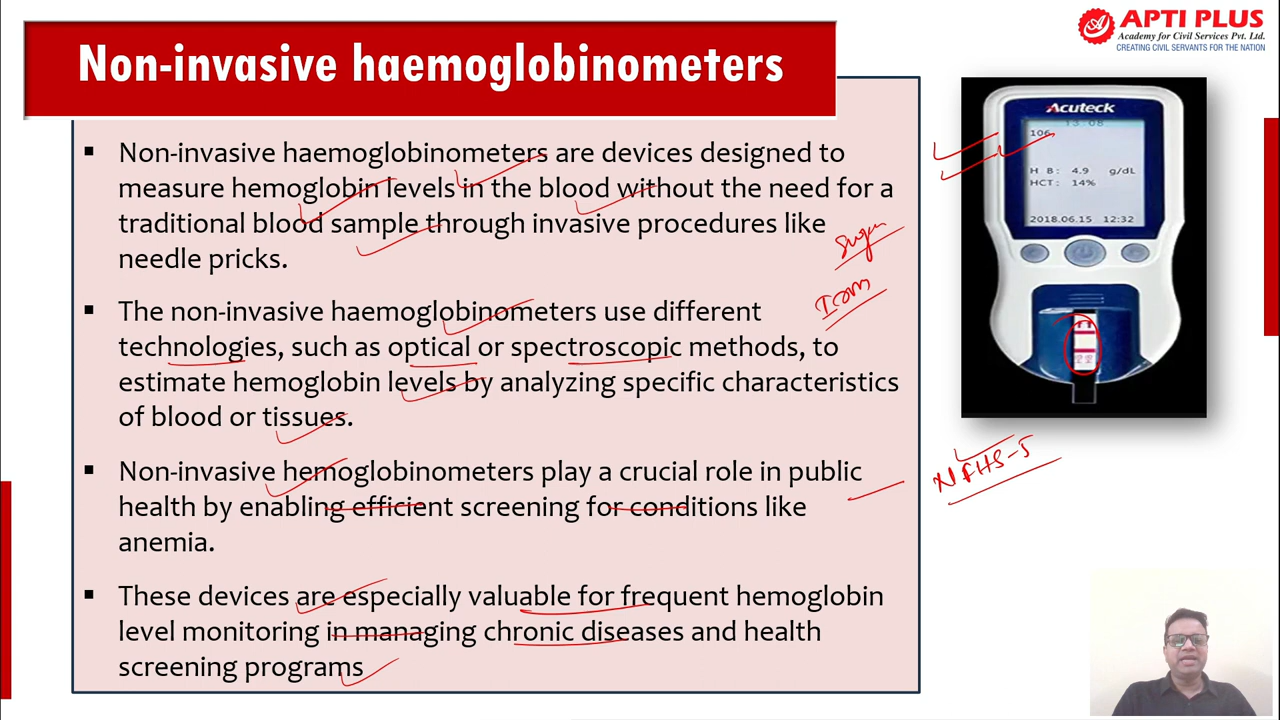 APTI PLUS
Academy for Civil Services Pvt. Ltd.
CREATING CIVIL SERVANTS FOR THE NATION
Non-invasive haemoglobinometers
▪ Non-invasive haemoglobinometers are devices designed to
measure hemoglobin levels in the blood without the need for a
traditional blood sample through invasive procedures like
needle pricks.
▪ The non-invasive haemoglobinometers use different
technologies, such as optical or spectroscopic methods, to
estimate hemoglobin levels by analyzing specific characteristics
of blood or tissues.
▪ Non-invasive hemoglobinometers play a crucial role in public
health by enabling efficient screening for conditions like
anemia.
▪ These devices are especially valuable for frequent hemoglobin
level monitoring in managing chronic diseases and health
screening programs
Sugar
Acuteck
106
H B: 4.9 g/dL
HCT: 14%
2018.06.15 12:32
NFHS-5